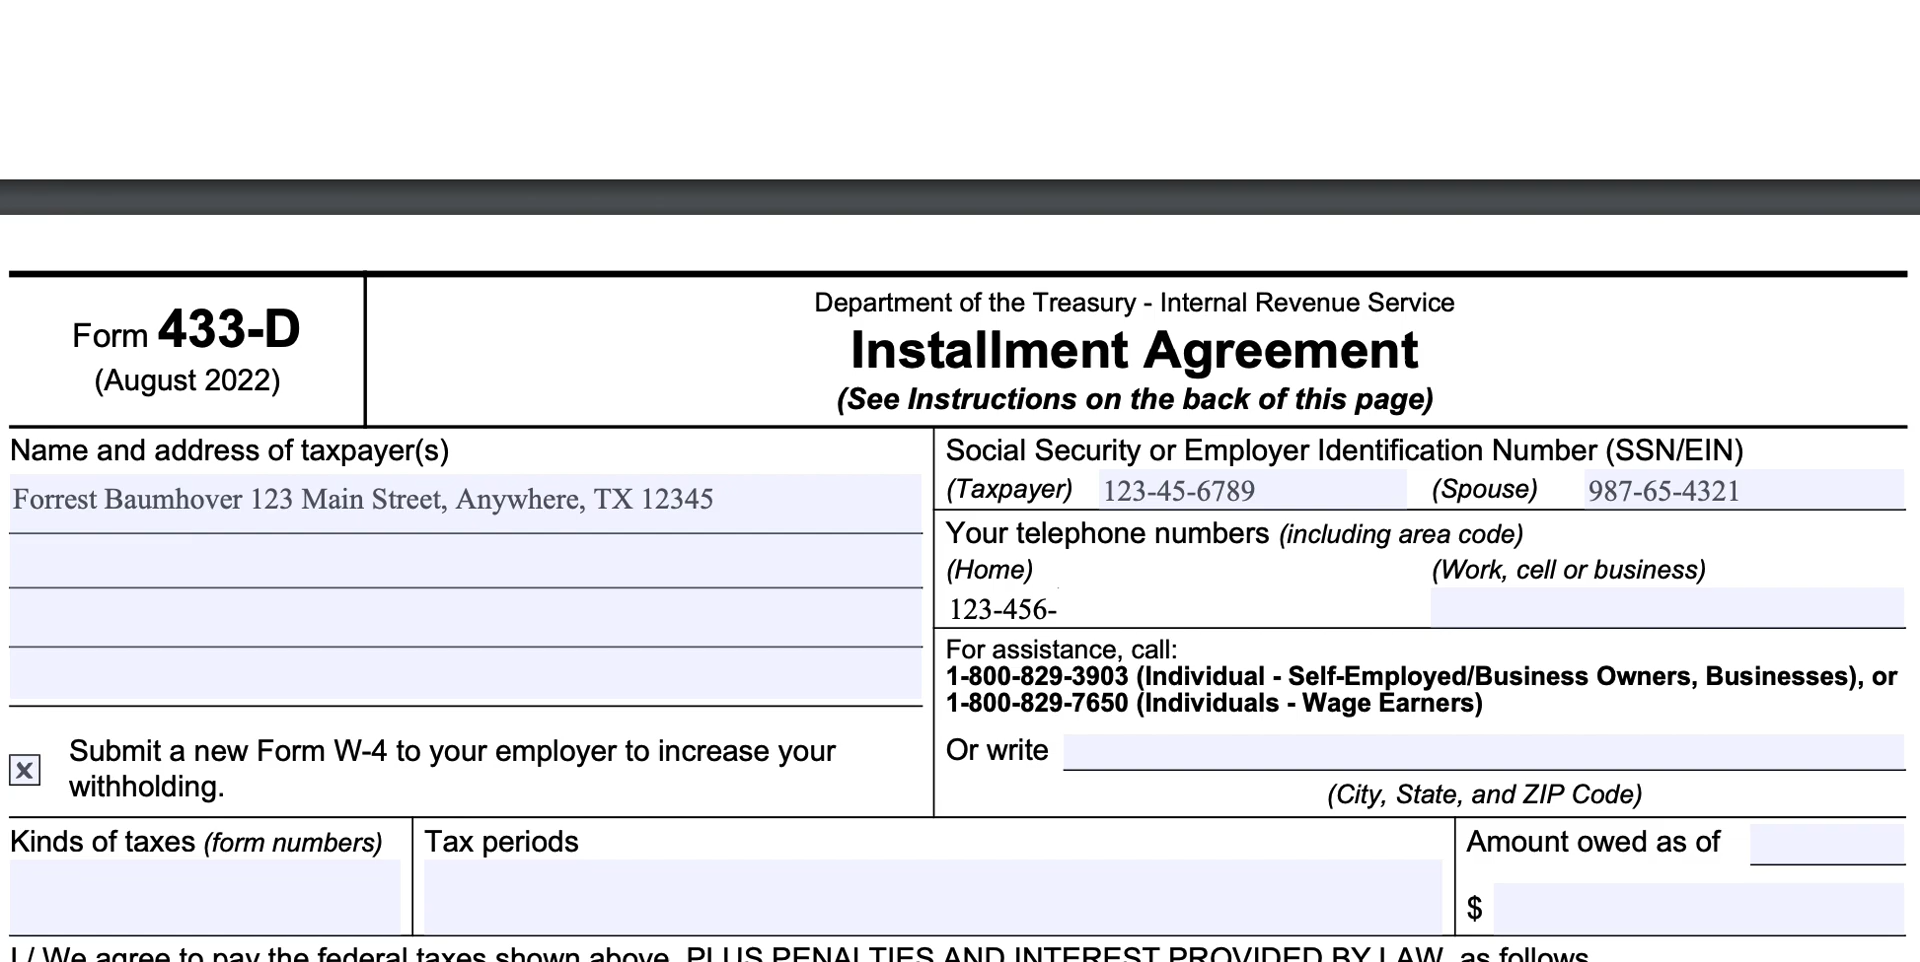 Form 433-D
(August 2022)
Department of the Treasury - Internal Revenue Service
Installment Agreement
(See Instructions on the back of this page)
Name and address of taxpayer(s)
Forrest Baumhover 123 Main Street, Anywhere, TX 12345
Submit a new Form W-4 to your employer to increase your
withholding.
Social Security or Employer Identification Number (SSN/EIN)
(Taxpayer) 123-45-6789 (Spouse) 987-65-4321
Your telephone numbers (including area code)
(Home) (Work, cell or business)
123-456-
For assistance, call:
1-800-829-3903 (Individual - Self-Employed/Business Owners, Businesses), or
1-800-829-7650 (Individuals - Wage Earners)
Or write
(City, State, and ZIP Code)
Kinds of taxes (form numbers)
Tax periods
Amount owed as of
$
I / We agree to pay the federal taxes shown above, PLUS PENALTIES AND INTEREST PROVIDED BY LAW, as follows